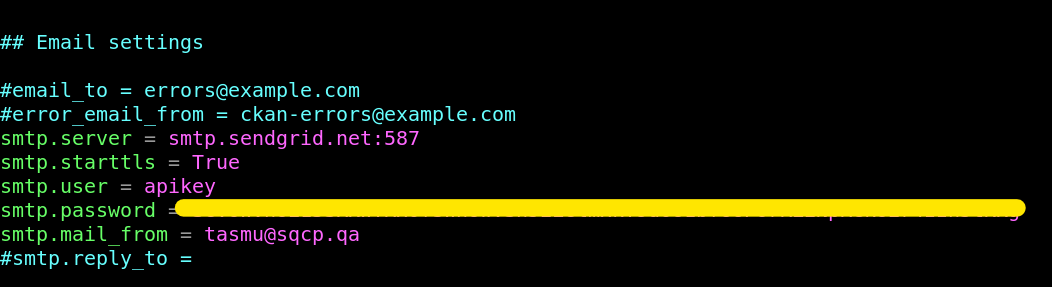 ## Email settings
#email_to = errors@example.com
#error_email_from = ckan-errors@example.com
smtp.server = smtp.sendgrid.net:587
smtp.starttls = True
smtp.user = apikey
smtp.password =
smtp.mail_from = tasmu@sqcp.qa
#smtp.reply_to =